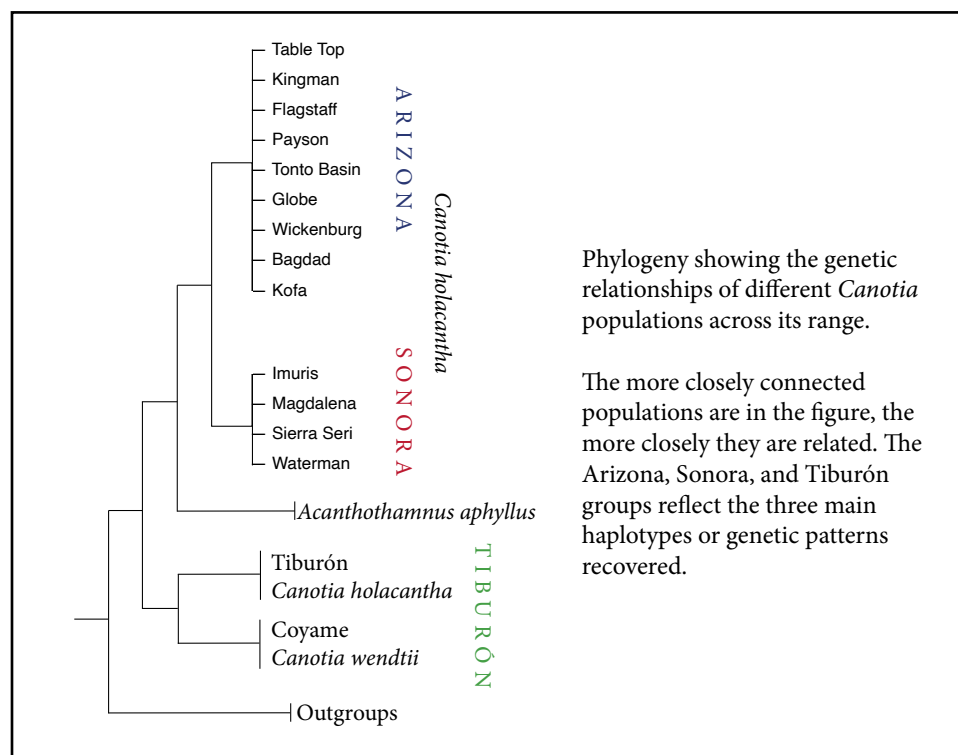 Table Top
Kingman
Flagstaff
Payson
Tonto Basin
Globe
Wickenburg
Bagdad
Kofa
ARIZONA
Canotia holacantha
Imuris
Magdalena
Sierra Seri
Waterman
SONORA
Acanthothamnus aphyllus
Tiburón
Canotia holacantha
Coyame
Canotia wendtii
TIBURÓN
Outgroups
Phylogeny showing the genetic
relationships of different Canotia
populations across its range.
The more closely connected
populations are in the figure, the
more closely they are related. The
Arizona, Sonora, and Tiburón
groups reflect the three main
haplotypes or genetic patterns
recovered.